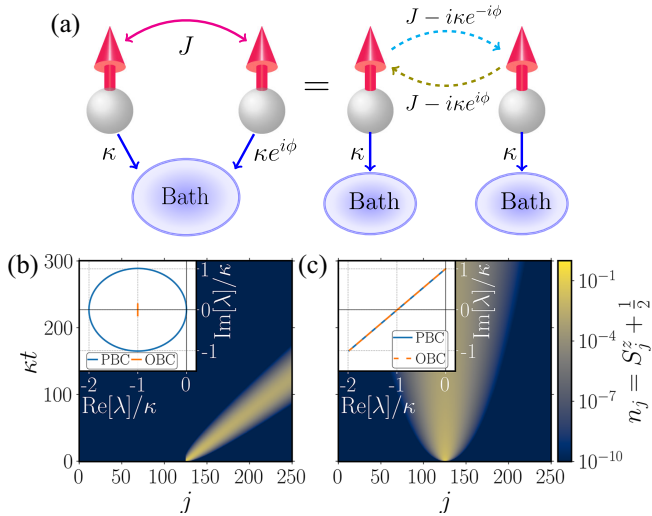 (a)
J
=
J − iκe^{−iϕ}
J − iκe^{iϕ}
κ
κe^{iϕ}
κ
κ
Bath
Bath
Bath
(b)
(c)
300
200
100
0
κt
1
0
-1
Im[λ]/κ
PBC
OBC
-2
-1
0
Re[λ]/κ
0
50
100
150
200
250
j
1
0
-1
Im[λ]/κ
PBC
OBC
-2
-1
0
Re[λ]/κ
0
50
100
150
200
250
j
10^{−1}
10^{−4}
10^{−7}
10^{−10}
n_j = S_j^z + 1/2